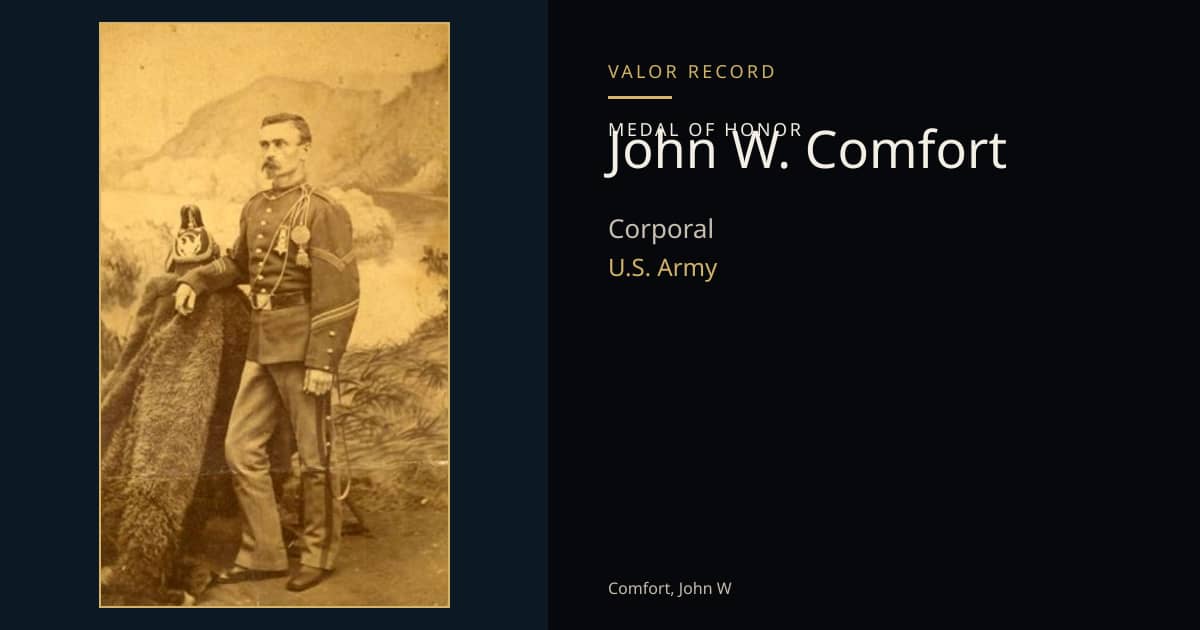 VALOR RECORD
MEDAL OF HONOR
John W. Comfort
Corporal
U.S. Army
Comfort, John W